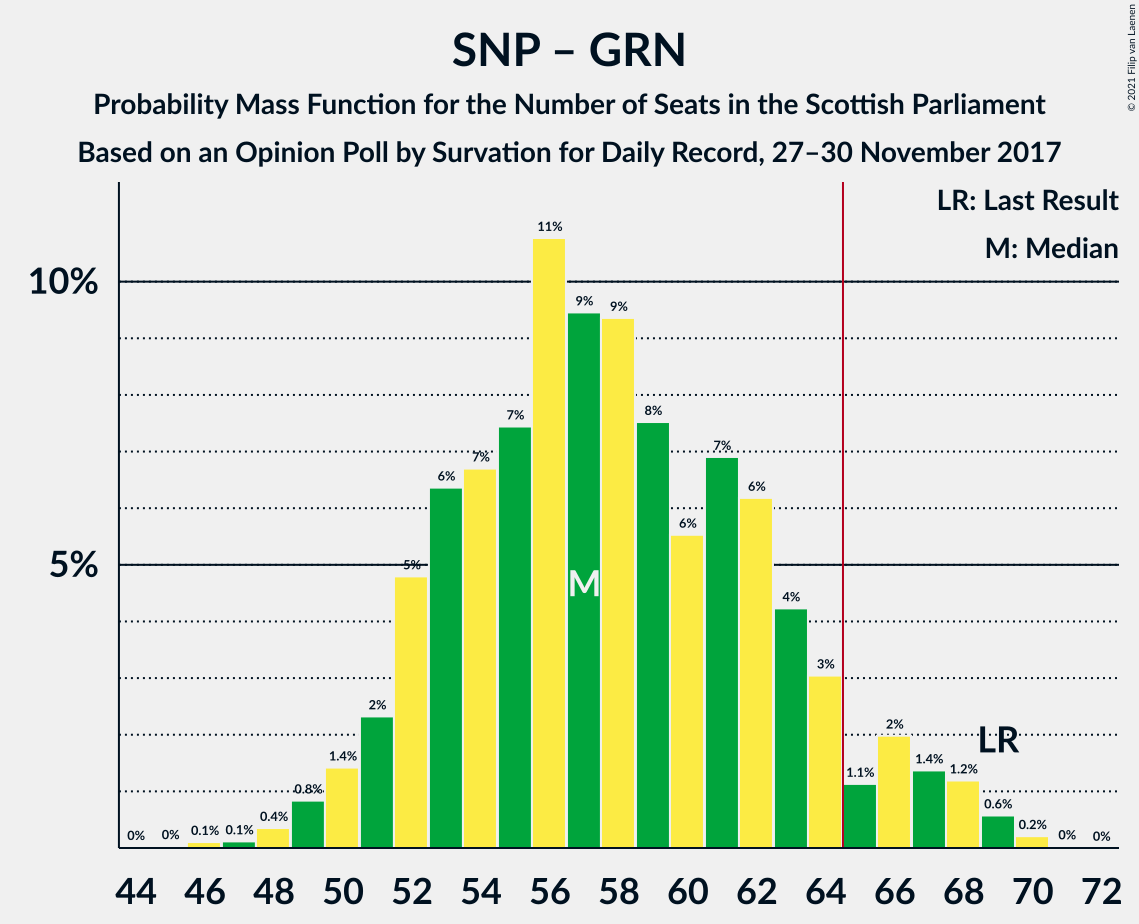 © 2021 Filip van Laenen
SNP – GRN
Probability Mass Function for the Number of Seats in the Scottish Parliament
Based on an Opinion Poll by Survation for Daily Record, 27–30 November 2017
LR: Last Result
M: Median
10%
5%
0% 0% 0.1% 0.1% 0.4% 0.8% 1.4% 2% 5% 6% 7% 7% 11% 9% 9% 8% 6% 7% 6% 4% 3% 1.1% 2% 1.4% 1.2% 0.6% 0.2% 0% 0%
M
LR
44 46 48 50 52 54 56 58 60 62 64 66 68 70 72